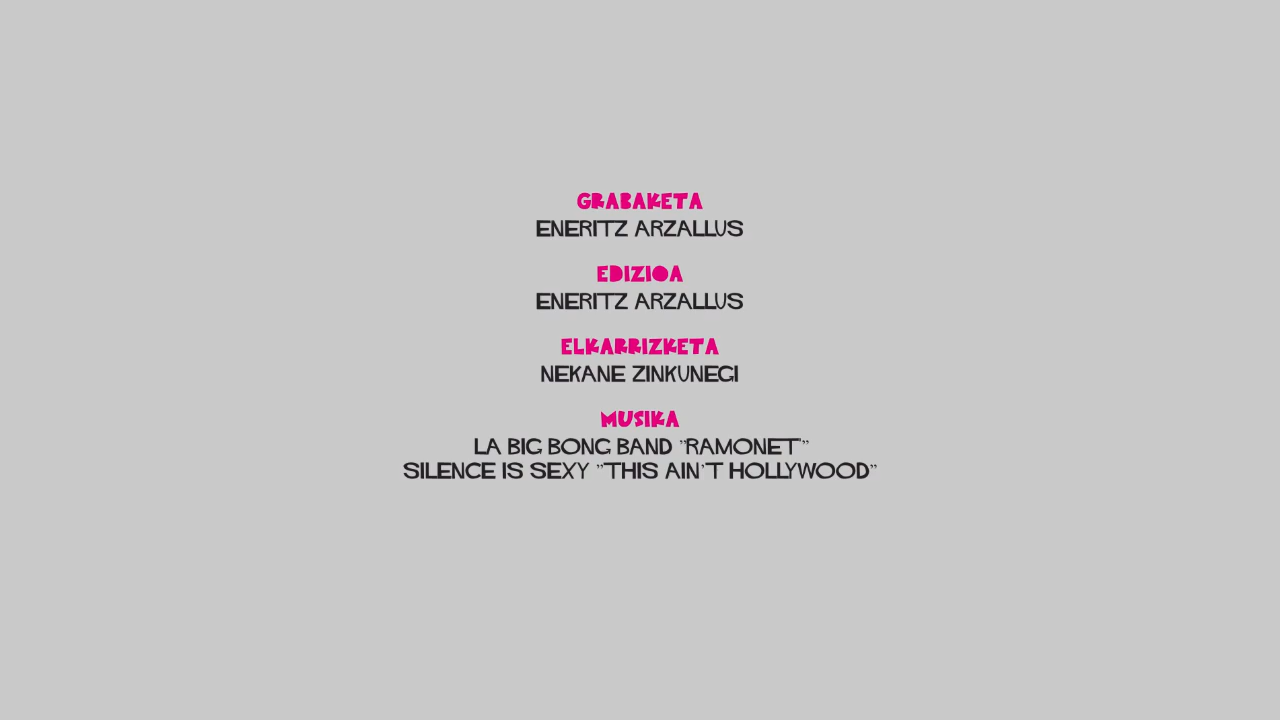 GRABAKETA
ENERITZ ARZALLUS
EDIZIOA
ENERITZ ARZALLUS
ELKARRIZKETA
NEKANE ZINKUNEGI
MUSIKA
LA BIG BONG BAND "RAMONET"
SILENCE IS SEXY "THIS AIN'T HOLLYWOOD"